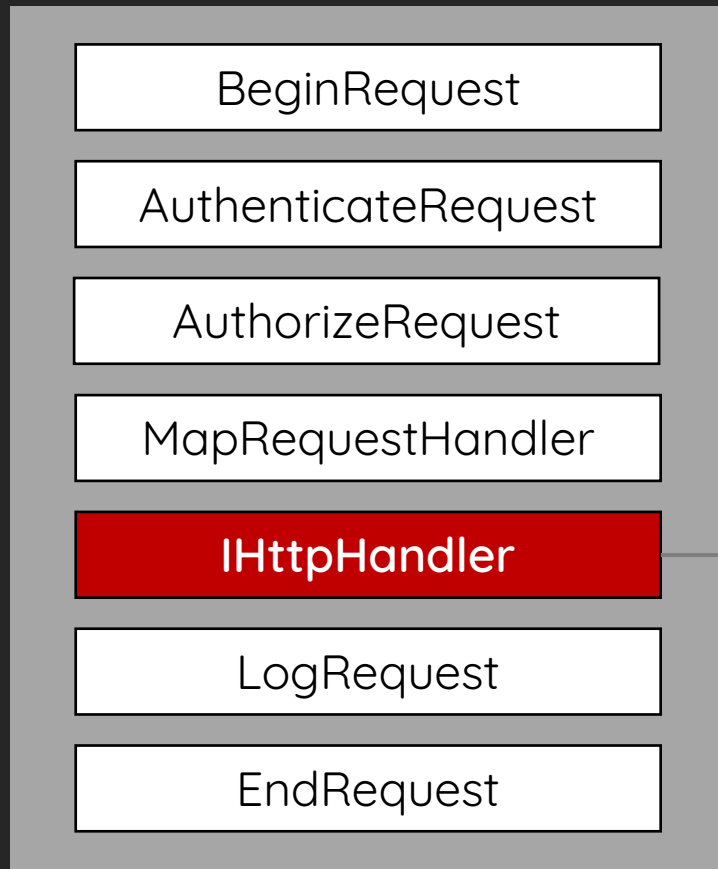 BeginRequest
AuthenticateRequest
AuthorizeRequest
MapRequestHandler
IHttpHandler
LogRequest
EndRequest